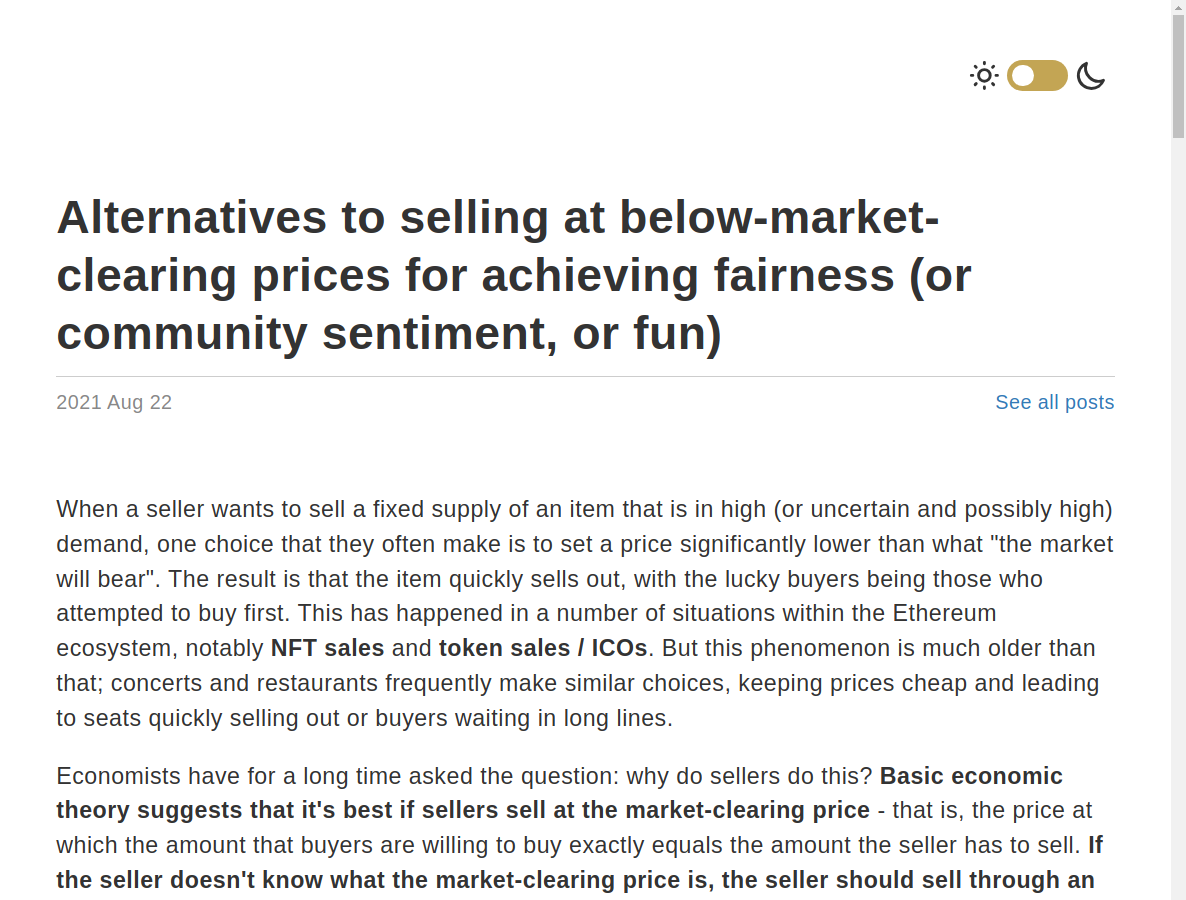 Alternatives to selling at below-market-
clearing prices for achieving fairness (or
community sentiment, or fun)
2021 Aug 22
See all posts
When a seller wants to sell a fixed supply of an item that is in high (or uncertain and possibly high)
demand, one choice that they often make is to set a price significantly lower than what "the market
will bear". The result is that the item quickly sells out, with the lucky buyers being those who
attempted to buy first. This has happened in a number of situations within the Ethereum
ecosystem, notably NFT sales and token sales / ICOs. But this phenomenon is much older than
that; concerts and restaurants frequently make similar choices, keeping prices cheap and leading
to seats quickly selling out or buyers waiting in long lines.
Economists have for a long time asked the question: why do sellers do this? Basic economic
theory suggests that it's best if sellers sell at the market-clearing price - that is, the price at
which the amount that buyers are willing to buy exactly equals the amount the seller has to sell. If
the seller doesn't know what the market-clearing price is, the seller should sell through an